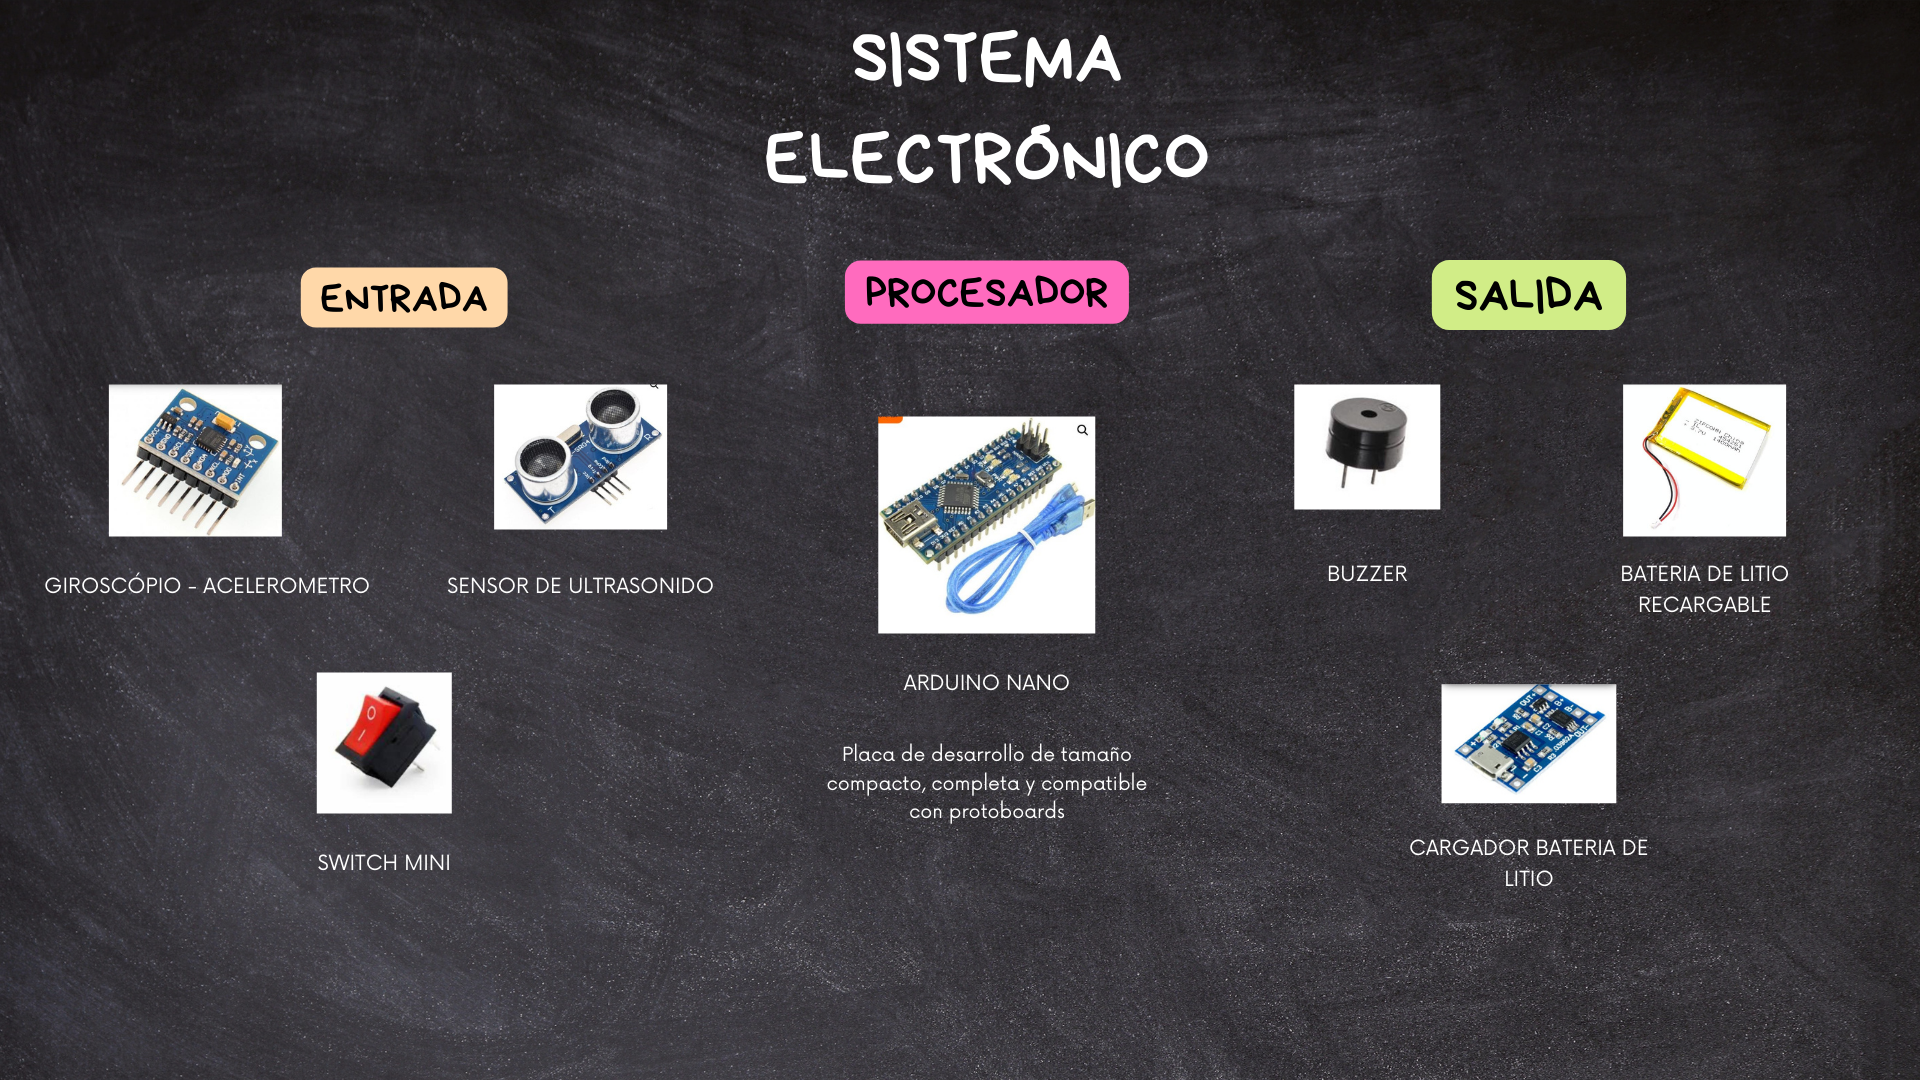 SISTEMA
ELECTRÓNICO
ENTRADA
PROCESADOR
SALIDA
GIROSCÓPIO - ACELEROMETRO
SENSOR DE ULTRASONIDO
SWITCH MINI
ARDUINO NANO
Placa de desarrollo de tamaño
compacto, completa y compatible
con protoboards
BUZZER
BATERIA DE LITIO
RECARGABLE
CARGADOR BATERIA DE
LITIO